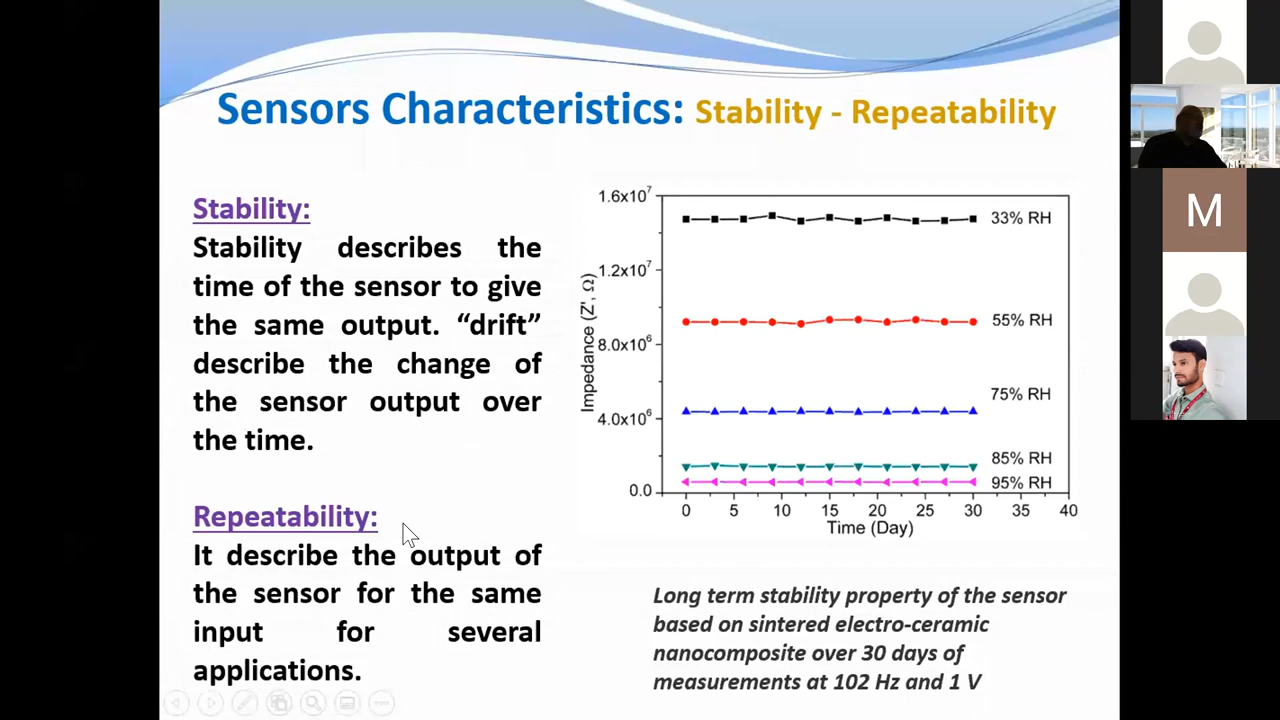 Sensors Characteristics: Stability - Repeatability
Stability:
Stability describes the
time of the sensor to give
the same output. “drift”
describe the change of
the sensor output over
the time.
Repeatability:
It describe the output of
the sensor for the same
input for several
applications.
1.6x10⁷
1.2x10⁷
8.0x10⁶
4.0x10⁶
0.0
Impedance (Z', Ω)
33% RH
55% RH
75% RH
85% RH
95% RH
0 5 10 15 20 25 30 35 40
Time (Day)
Long term stability property of the sensor
based on sintered electro-ceramic
nanocomposite over 30 days of
measurements at 102 Hz and 1 V
M